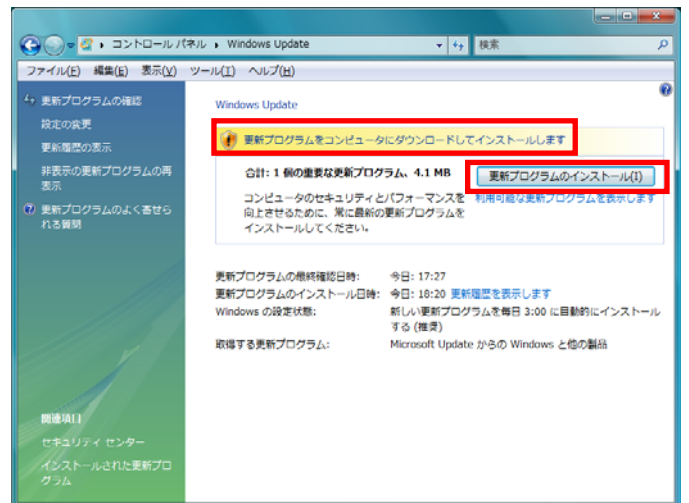 コントロール パネル ▸ Windows Update
検索
ファイル(F) 編集(E) 表示(V) ツール(T) ヘルプ(H)
更新プログラムの確認
設定の変更
更新履歴の表示
非表示の更新プログラムの再
表示
更新プログラムのよく寄せら
れる質問
関連項目
セキュリティ センター
インストールされた更新プロ
グラム
Windows Update
更新プログラムをコンピュータにダウンロードしてインストールします
合計: 1 個の重要な更新プログラム、4.1 MB
更新プログラムのインストール(I)
コンピュータのセキュリティとパフォーマンスを
向上させるために、常に最新の更新プログラムを
インストールしてください。
利用可能な更新プログラムを表示します
更新プログラムの最終確認日時: 今日: 17:27
更新プログラムのインストール日時: 今日: 18:20 更新履歴を表示します
Windows の設定状態: 新しい更新プログラムを毎日 3:00 に自動的にインストール
する (推奨)
取得する更新プログラム: Microsoft Update からの Windows と他の製品